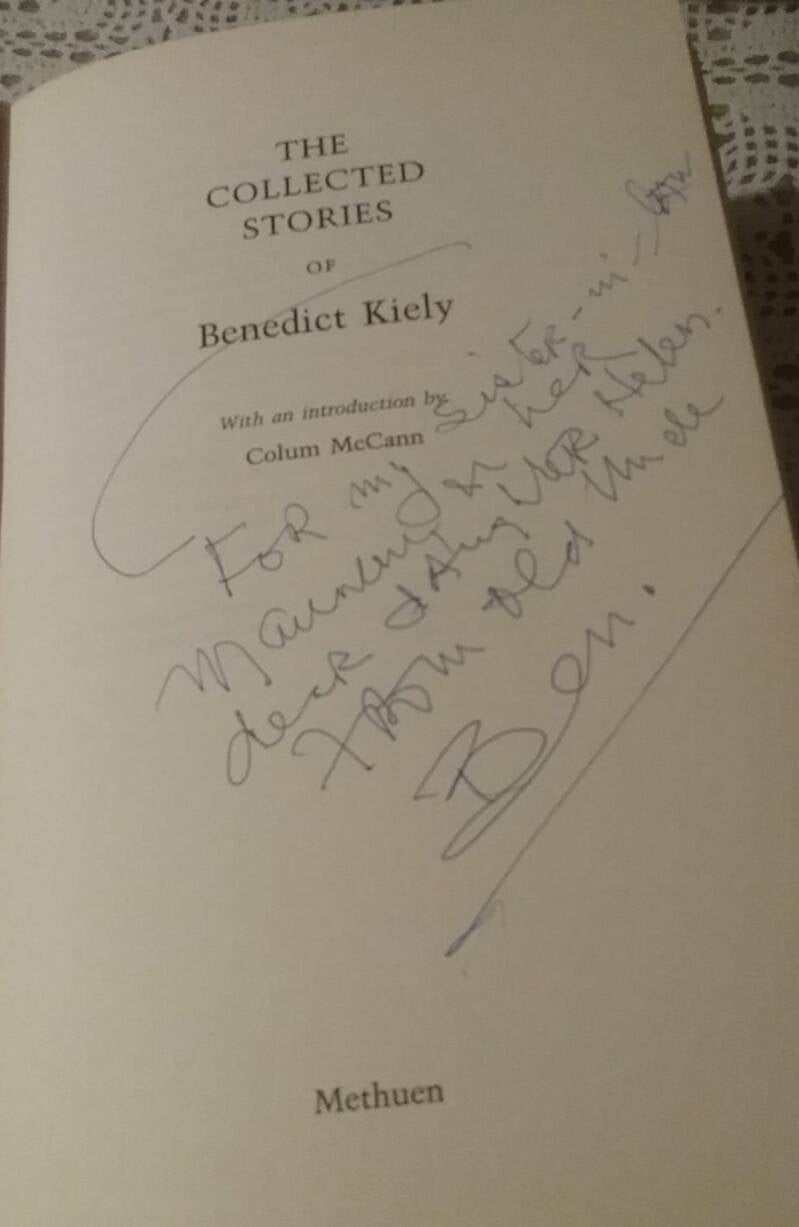 THE
COLLECTED
STORIES
OF
Benedict Kiely
With an introduction by
Colum McCann
For my sister-in-law
Maureen & her
dear daughter Helen.
From old Uncle
Ben.
Methuen